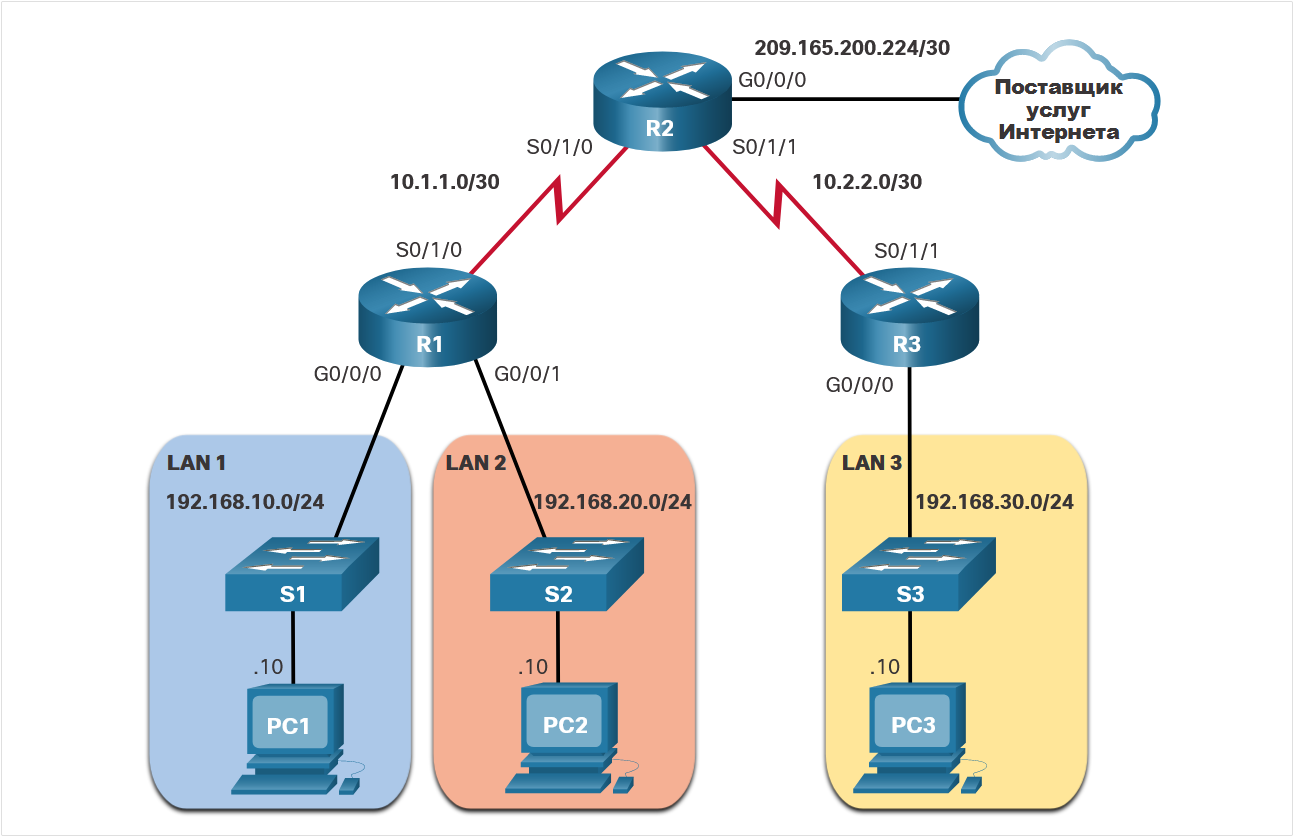 209.165.200.224/30
G0/0/0
Поставщик
услуг
Интернета
R2
S0/1/0
S0/1/1
10.1.1.0/30
10.2.2.0/30
S0/1/0
S0/1/1
R1
R3
G0/0/0
G0/0/1
G0/0/0
LAN 1
LAN 2
LAN 3
192.168.10.0/24
192.168.20.0/24
192.168.30.0/24
S1
S2
S3
.10
.10
.10
PC1
PC2
PC3